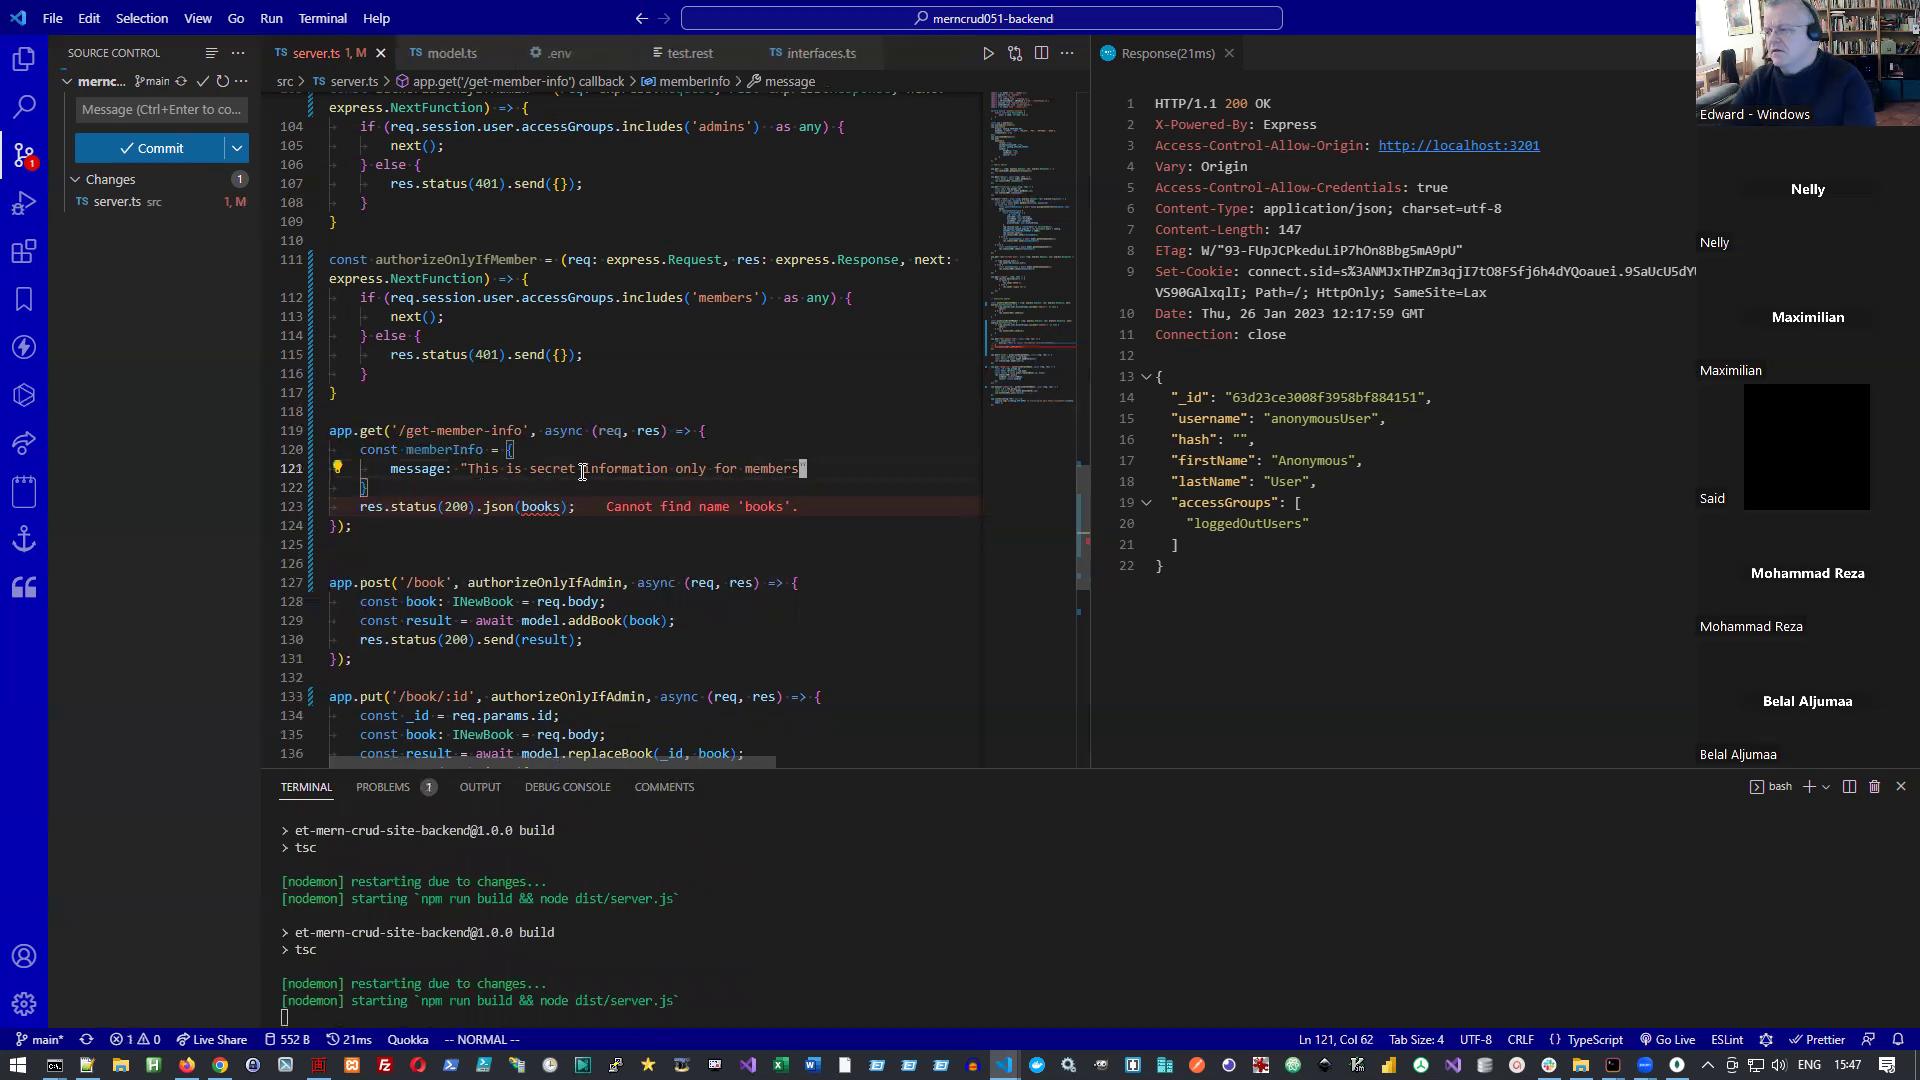 File Edit Selection View Go Run Terminal Help
merncrud051-backend
SOURCE CONTROL
mernc... main
Message (Ctrl+Enter to co...
Commit
Changes 1
server.ts src 1, M
TS server.ts 1, M
TS model.ts
.env
test.rest
TS interfaces.ts
src > TS server.ts > app.get('/get-member-info') callback > memberInfo > message
express.NextFunction) => {
104 if (req.session.user.accessGroups.includes('admins') as any) {
105 next();
106 } else {
107 res.status(401).send({});
108 }
109 }
110
111 const authorizeOnlyIfMember = (req: express.Request, res: express.Response, next:
express.NextFunction) => {
112 if (req.session.user.accessGroups.includes('members') as any) {
113 next();
114 } else {
115 res.status(401).send({});
116 }
117 }
118
119 app.get('/get-member-info', async (req, res) => {
120 const memberInfo = {
121 message: "This is secret information only for members"
122 }
123 res.status(200).json(books); Cannot find name 'books'.
124 });
125
126
127 app.post('/book', authorizeOnlyIfAdmin, async (req, res) => {
128 const book: INewBook = req.body;
129 const result = await model.addBook(book);
130 res.status(200).send(result);
131 });
132
133 app.put('/book/:id', authorizeOnlyIfAdmin, async (req, res) => {
134 const _id = req.params.id;
135 const book: INewBook = req.body;
136 const result = await model.replaceBook(_id, book);
Response(21ms)
1 HTTP/1.1 200 OK
2 X-Powered-By: Express
3 Access-Control-Allow-Origin: http://localhost:3201
4 Vary: Origin
5 Access-Control-Allow-Credentials: true
6 Content-Type: application/json; charset=utf-8
7 Content-Length: 147
8 ETag: W/"93-FUpJCPkeduLiP7hOn8Bbg5mA9pU"
9 Set-Cookie: connect.sid=s%3ANMJxTHPZm3qjI7tO8FSfj6h4dYQoauei.9SaUcU5dY
VS90GAlxqlI; Path=/; HttpOnly; SameSite=Lax
10 Date: Thu, 26 Jan 2023 12:17:59 GMT
11 Connection: close
12
13 {
14 "_id": "63d23ce3008f3958bf884151",
15 "username": "anonymousUser",
16 "hash": "",
17 "firstName": "Anonymous",
18 "lastName": "User",
19 "accessGroups": [
20 "loggedOutUsers"
21 ]
22 }
Edward - Windows
Nelly
Nelly
Maximilian
Maximilian
Said
Mohammad Reza
Mohammad Reza
Belal Aljumaa
Belal Aljumaa
TERMINAL PROBLEMS 1 OUTPUT DEBUG CONSOLE COMMENTS
bash
> et-mern-crud-site-backend@1.0.0 build
> tsc
[nodemon] restarting due to changes...
[nodemon] starting `npm run build && node dist/server.js`
> et-mern-crud-site-backend@1.0.0 build
> tsc
[nodemon] restarting due to changes...
[nodemon] starting `npm run build && node dist/server.js`
main* 1 0 Live Share 552 B 21ms Quokka -- NORMAL --
Ln 121, Col 62 Tab Size: 4 UTF-8 CRLF TypeScript Go Live ESLint Prettier
ENG 15:47